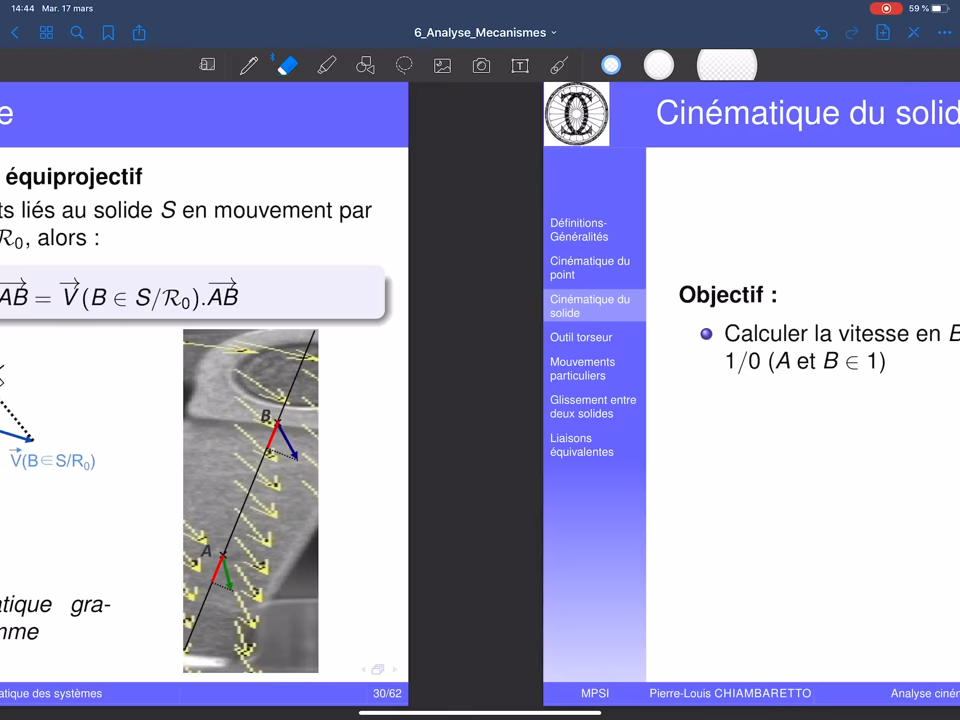 14:44 Mar. 17 mars
59 %
6_Analyse_Mecanismes
e
équiprojectif
ts liés au solide S en mouvement par
R₀, alors :
AB = V(B ∈ S/R₀).AB
V(B∈S/R₀)
B
A
atique gra-
mme
atique des systèmes
30/62
Cinématique du solid
Définitions-
Généralités
Cinématique du
point
Cinématique du
solide
Outil torseur
Mouvements
particuliers
Glissement entre
deux solides
Liaisons
équivalentes
Objectif :
Calculer la vitesse en B
1/0 (A et B ∈ 1)
MPSI
Pierre-Louis CHIAMBARETTO
Analyse ciném